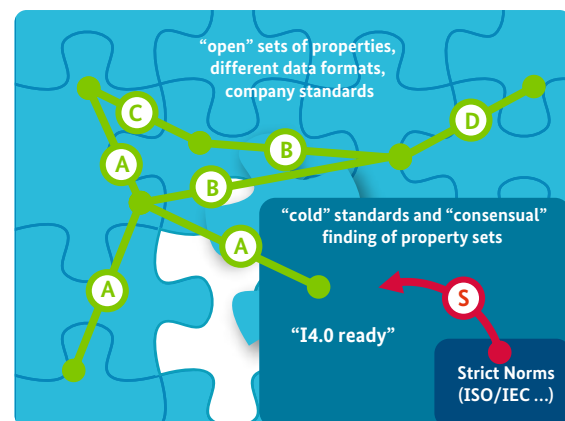 “open” sets of properties,
different data formats,
company standards
C
D
B
A
B
“cold” standards and “consensual”
finding of property sets
A
A
S
“I4.0 ready”
Strict Norms
(ISO/IEC ...)